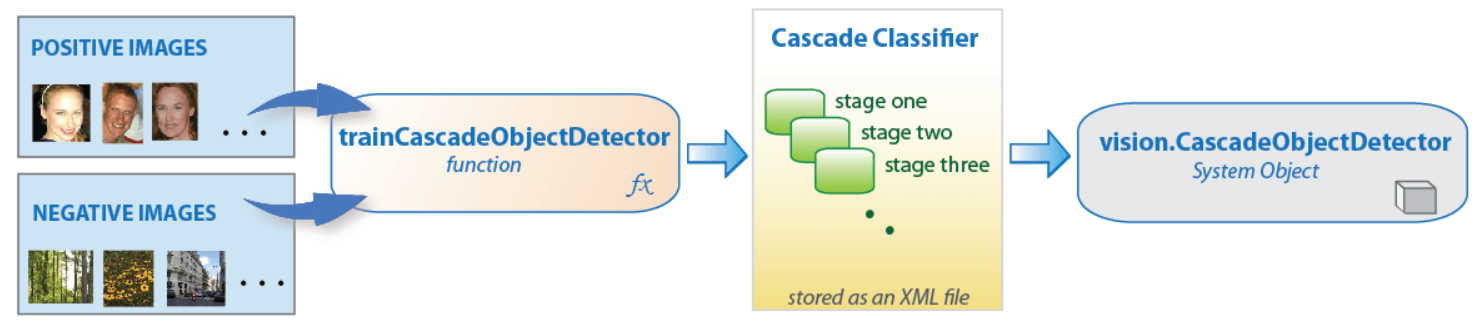 POSITIVE IMAGES
. . .
NEGATIVE IMAGES
. . .
trainCascadeObjectDetector
function
fx
Cascade Classifier
stage one
stage two
stage three
stored as an XML file
vision.CascadeObjectDetector
System Object